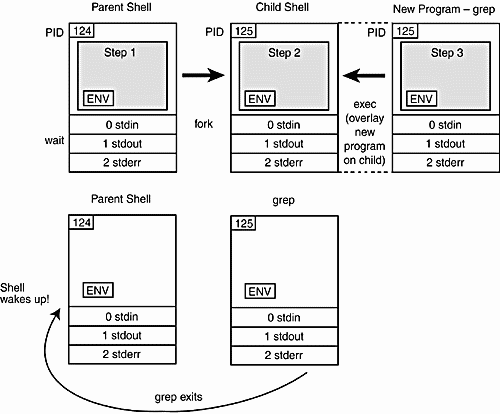 Parent Shell
Child Shell
New Program – grep
PID
124
PID
125
PID
125
Step 1
Step 2
Step 3
ENV
ENV
ENV
fork
exec
(overlay
new
program
on child)
wait
0 stdin
1 stdout
2 stderr
0 stdin
1 stdout
2 stderr
0 stdin
1 stdout
2 stderr
Parent Shell
grep
124
125
Shell
wakes up!
ENV
ENV
0 stdin
1 stdout
2 stderr
0 stdin
1 stdout
2 stderr
grep exits